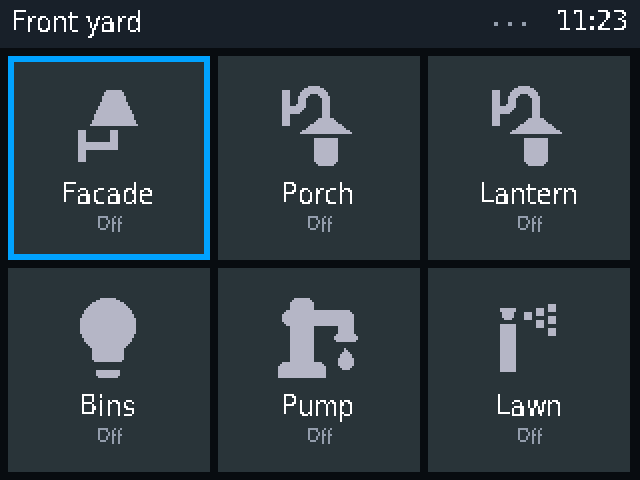 Front yard ... 11:23
Facade Porch Lantern
Off Off Off
Bins Pump Lawn
Off Off Off